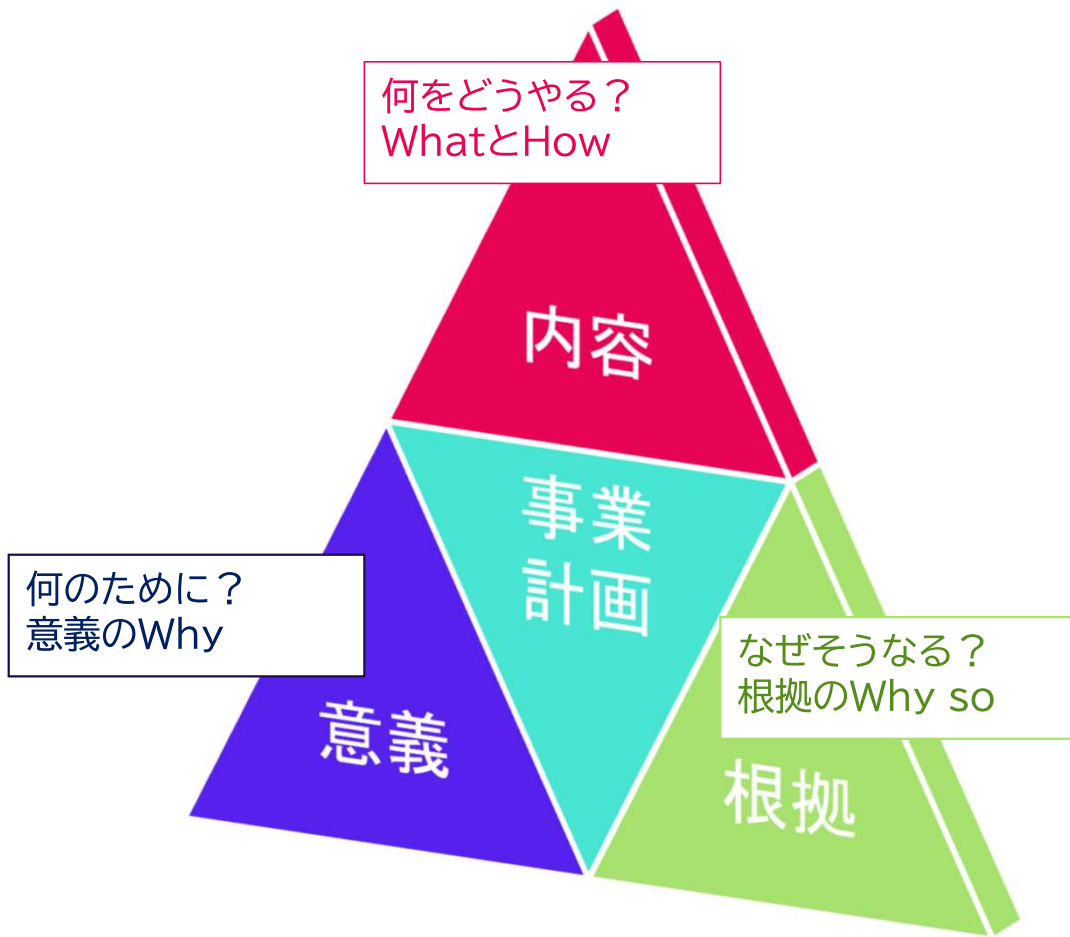 何をどうやる？
WhatとHow
内容
事業
計画
何のために？
意義のWhy
意義
なぜそうなる？
根拠のWhy so
根拠